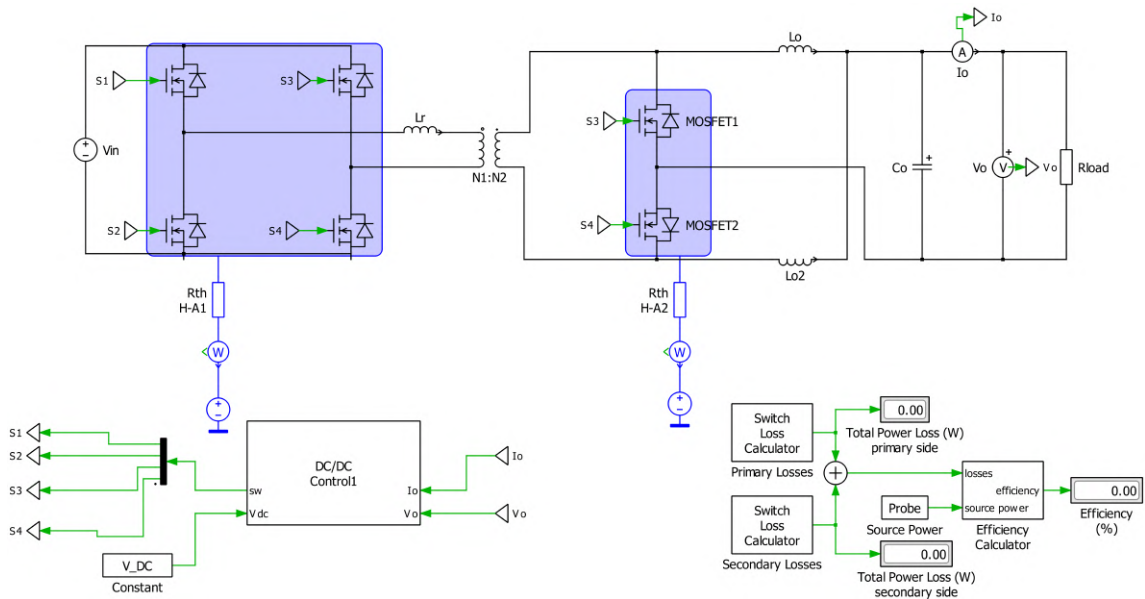 Io
Lo
A
Io
S1
S3
Lr
S3
MOSFET1
Vin
N1:N2
Co
Vo
V
Vo
Rload
S2
S4
S4
MOSFET2
Lo2
Rth
H-A1
Rth
H-A2
W
W
S1
S2
S3
S4
DC/DC
Control1
sw
Vdc
Io
Vo
Io
Vo
V_DC
Constant
Switch
Loss
Calculator
Primary Losses
0.00
Total Power Loss (W)
primary side
Switch
Loss
Calculator
Secondary Losses
0.00
Total Power Loss (W)
secondary side
Probe
Source Power
losses
efficiency
source power
Efficiency
Calculator
0.00
Efficiency
(%)